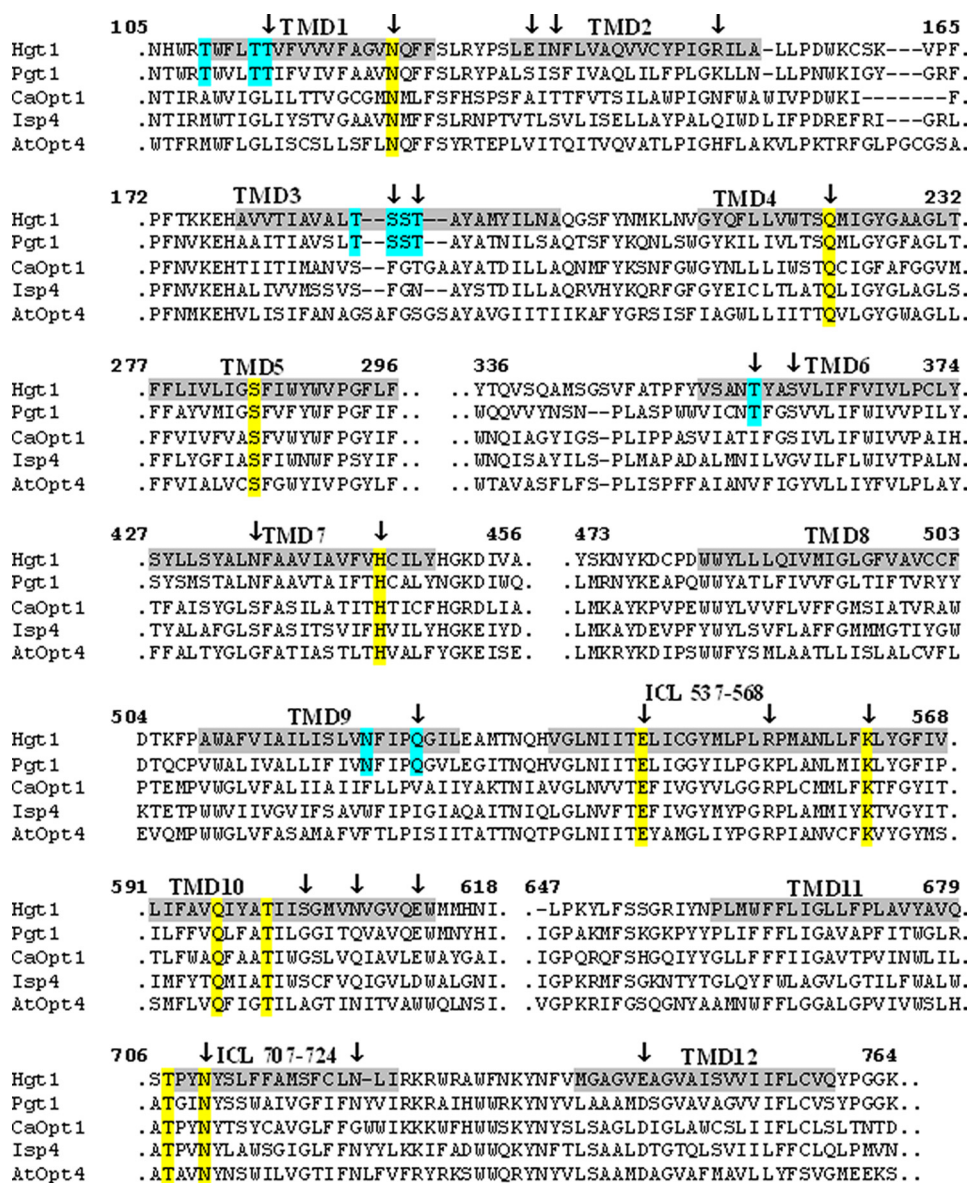 105 ↓ TMD1 ↓ ↓ ↓ TMD2 ↓ 165
Hgt1 .NHWRTWFLTTVFVVVFAGVNQFFSLRYPSLEINFLVAQVVCYPIGRILA-LLPDWKCSK---VPF.
Pgt1 .NTWRTWVLTTIFVIVFAAVNQFFSLRYPALSISFIVAQLILFPLGKLLN-LLPNWKIGY---GRF.
CaOpt1 .NTIRAWVIGLILTTVGCGMNMLFSFHSPSFAITTFVTSILAWPIGNFWAWIVPDWKI-------F.
Isp4 .NTIRMWTIGLIYSTVGAAVNMFFSLRNPTVTLSVLISELLAYPALQIWDLIFPDREFRI---GRL.
AtOpt4 .WTFRMWFLGLISCSLLSFLNQFFSYRTEPLVITQITVQVATLPIGHFLAKVLPKTRFGLPGCGSA.
172 TMD3 ↓ ↓ TMD4 ↓ 232
Hgt1 .PFTKKEHAVVTIAVALT--SST--AYAMYILNAQGSFYNMKLNVGYQFLLVWTSQMIGYGAAGLT.
Pgt1 .PFNVKEHAAITIAVSLT--SST--AYATNILSAQTSFYKQNLSWGYKILIVLTSQMLGYGFAGLT.
CaOpt1 .PFNVKEHTIITIMANVS--FGTGAAYATDILLAQNMFYKSNFGWGYNLLLIWSTQCIGFAFGGVM.
Isp4 .PFNVKEHALIVVMSSVS--FGN--AYSTDILLAQRVHYKQRFGFGYEICLTLATQLIGYGLAGLS.
AtOpt4 .PFNMKEHVLISIFANAGSAFGSGSAYAVGIITIIKAFYGRSISFIAGWLLIITTQVLGYGWAGLL.
277 TMD5 296 336 ↓ ↓ TMD6 374
Hgt1 .FFLIVLIGSFIWYWVPGFLF.. ..YTQVSQAMSGSVFATPFYVSANTYASVLIFFVIVLPCLY.
Pgt1 .FFAYVMIGSFVFYWFPGFIF.. ..WQQVVYNSN--PLASPWWVICNTFGSVVLIFWIVVPILY.
CaOpt1 .FFVIVFVASFVWYWFPGYIF.. ..WNQIAGYIGS-PLIPPASVIATIFGSIVLIFWIVVPAIH.
Isp4 .FFLYGFIASFIWNWFPSYIF.. ..WNQISAYILS-PLMAPADALMNILVGVILFLWIVTPALN.
AtOpt4 .FFVIALVCSFGWYIVPGYLF.. ..WTAVASFLFS-PLISPFFAIANVFIGYVLLIYFVLPLAY.
427 ↓TMD7 ↓ 456 473 TMD8 503
Hgt1 .SYLLSYALNFAAVIAVFVHCILYHGKDIVA. .YSKNYKDCPDWWYLLLQIVMIGLGFVAVCCF
Pgt1 .SYSMSTALNFAAVTAIFTHCALYNGKDIWQ. .LMRNYKEAPQWWYATLFIVVFGLTIFTVRYY
CaOpt1 .TFAISYGLSFASILATITHTICFHGRDLIA. .LMKAYKPVPEWWYLVVFLVFFGMSIATVRAW
Isp4 .TYALAFGLSFASITSVIFHVILYHGKEIYD. .LMKAYDEVPFYWYLSVFLAFFGMMMGTIYGW
AtOpt4 .FFALTYGLGFATIASTLTHVALFYGKEISE. .LMKRYKDIPSWWFYSMLAATLLISLALCVFL
504 TMD9 ↓ ICL 537-568 ↓ ↓ ↓ 568
Hgt1 DTKFPAWAFVIAILISLVNFIPQGILEAMTNQHVGLNIITELICGYMLPLRPMANLLFKLYGFIV.
Pgt1 DTQCPVWALIVALLIFIVNFIPQGVLEGITNQHVGLNIITELIGGYILPGKPLANLMIKLYGFIP.
CaOpt1 PTEMPVWGLVFALIIAIIFLLPVAIIYAKTNIAVGLNVVTEFIVGYVLGGRPLCMMLFKTFGYIT.
Isp4 KTETPWWVIIVGVIFSAVWFIPIGIAQAITNIQLGLNVFTEFIVGYMYPGRPLAMMIYKTVGYIT.
AtOpt4 EVQMPWWGLVFASAMAFVFTLPISIITATTNQTPGLNIITEYAMGLIYPGRPIANVCFKVYGYMS.
591 TMD10 ↓ ↓ ↓ 618 647 TMD11 679
Hgt1 .LIFAVQIYATIISGMVNVGVQEWMMHNI. .-LPKYLFSSGRIYNPLMWFFLIGLLFPLAVYAVQ.
Pgt1 .ILFFVQLFATILGGITQVAVQEWMNYHI. .IGPAKMFSKGKPYYPLIFFFLIGAVAPFITWGLR.
CaOpt1 .TLFWAQFAATIWGSLVQIAVLEWAYGAI. .IGPQRQFSHGQIYYGLLFFFIIGAVTPVINWLIL.
Isp4 .IMFYTQMIATIWSCFVQIGVLDWALGNI. .IGPKRMFSGKNTYTGLQYFWLAGVLGTILFWALW.
AtOpt4 .SMFLVQFIGTILAGTINITVAWWQLNSI. .VGPKRIFGSQGNYAAMNWFFLGGALGPVIVWSLH.
706 ↓ICL 707-724 ↓ ↓ TMD12 764
Hgt1 .STPYNYSLFFAMSFCLN-LIRKRWRAWFNKYNFVMGAGVEAGVAISVVIIFLCVQYPGGK..
Pgt1 .ATGINYSSWAIVGFIFNYVIRKRAIHWWRKYNYVLAAAMDSGVAVAGVVIFLCVSYPGGK..
CaOpt1 .ATPYNYTSYCAVGLFFGWWIKKKWFHWWSKYNYSLSAGLDIGLAWCSLIIFLCLSLTNTD.
Isp4 .ATPVNYLAWSGIGLFFNYYLKKIFADWWQKYNFTLSAALDTGTQLSVIILFFCLQLPMVN.
AtOpt4 .ATAVNYNSWILVGTIFNLFVFRYRKSWWQRYNYVLSAAMDAGVAFMAVLLYFSVGMEEKS.